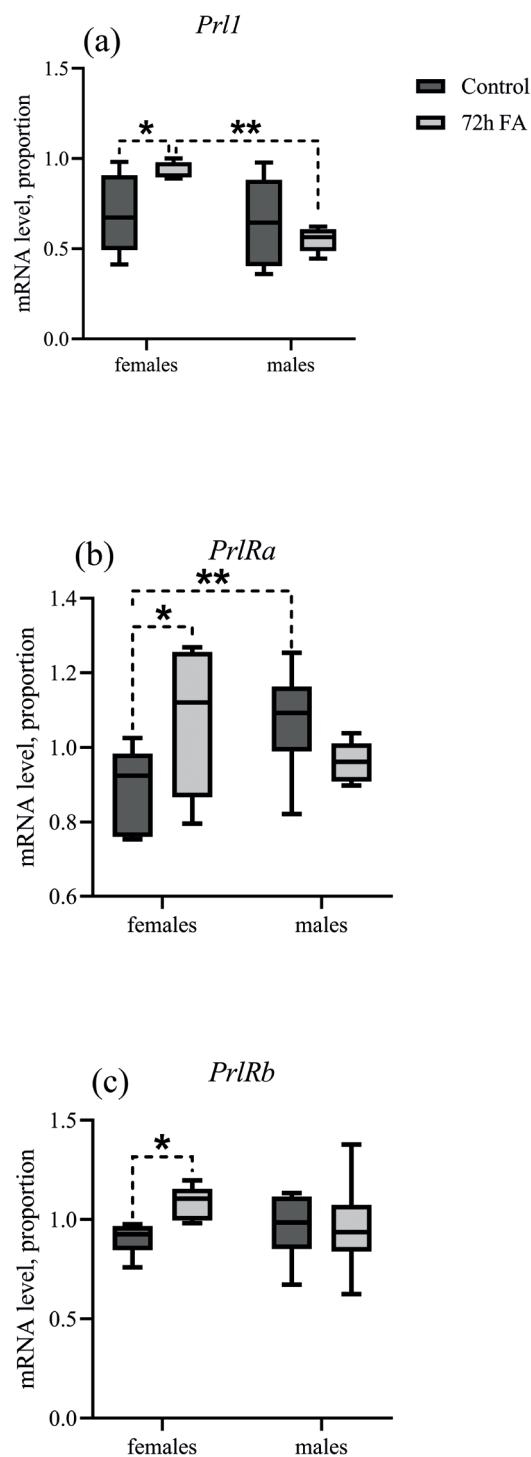 (a)
Prl1
mRNA level, proportion
1.5
1.0
0.5
0.0
*
**
females
males
Control
72h FA
(b)
PrlRa
mRNA level, proportion
1.4
1.2
1.0
0.8
0.6
**
*
females
males
(c)
PrlRb
mRNA level, proportion
1.5
1.0
0.5
0.0
*
females
males